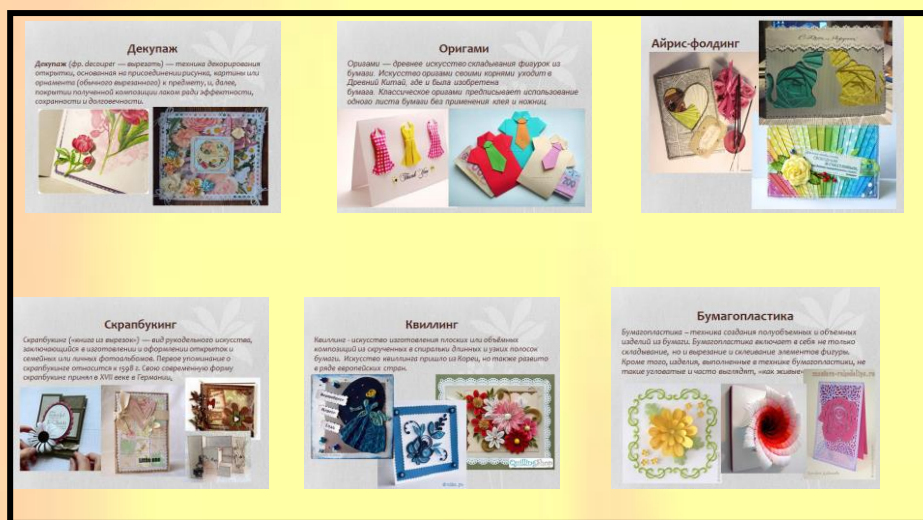 Декупаж
Декупаж (фр. decouper — вырезать) — техника декорирования
открытки, основанная на присоединении рисунка, картины или
орнамента (обычного вырезанного) к предмету, и, далее,
покрытии полученной композиции лаком ради эффектности,
сохранности и долговечности.
Оригами
Оригами — древнее искусство складывания фигурок из
бумаги. Искусство оригами своими корнями уходит в
Древний Китай, где и была изобретена
бумага. Классическое оригами предписывает использование
одного листа бумаги без применения клея и ножниц.
Thank You
200
Айрис-фолдинг
Скрапбукинг
Скрапбукинг («книга из вырезок») — вид рукодельного искусства,
заключающийся в изготовлении и оформлении открыток и
семейных или личных фотоальбомов. Первое упоминание о
скрапбукинге относится к 1598 г. Свою современную форму
скрапбукинг принял в XVII веке в Германии.
Квиллинг
Квиллинг - искусство изготовления плоских или объёмных
композиций из скрученных в спиральки длинных и узких полосок
бумаги. Искусство квиллинга пришло из Кореи, но также развито
в ряде европейских стран.
Бумагопластика
Бумагопластика – техника создания полуобъемных и объемных
изделий из бумаги. Бумагопластика включает в себя не только
складывание, но и вырезание и склеивание элементов фигуры.
Кроме того, изделия, выполненные в технике бумагопластики, не
такие угловатые и часто выглядят, «как живые